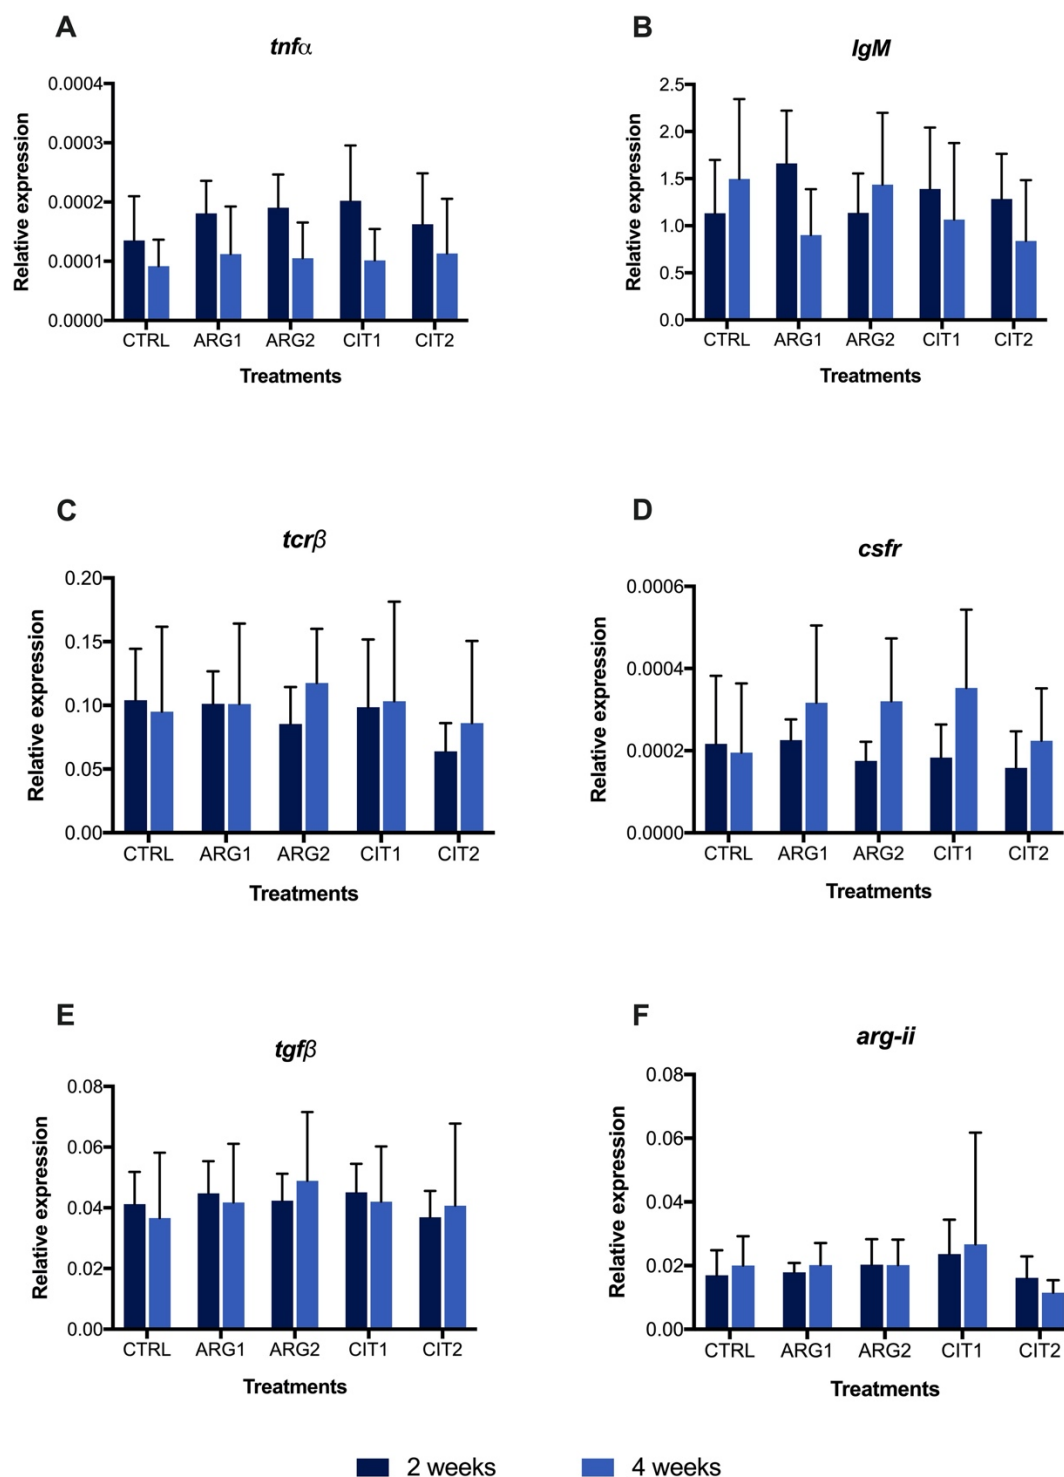 A
tnfα
Relative expression
0.0004
0.0003
0.0002
0.0001
0.0000
CTRL ARG1 ARG2 CIT1 CIT2
Treatments
B
IgM
Relative expression
2.5
2.0
1.5
1.0
0.5
0.0
CTRL ARG1 ARG2 CIT1 CIT2
Treatments
C
tcrβ
Relative expression
0.20
0.15
0.10
0.05
0.00
CTRL ARG1 ARG2 CIT1 CIT2
Treatments
D
csfr
Relative expression
0.0006
0.0004
0.0002
0.0000
CTRL ARG1 ARG2 CIT1 CIT2
Treatments
E
tgfβ
Relative expression
0.08
0.06
0.04
0.02
0.00
CTRL ARG1 ARG2 CIT1 CIT2
Treatments
F
arg-ii
Relative expression
0.08
0.06
0.04
0.02
0.00
CTRL ARG1 ARG2 CIT1 CIT2
Treatments
2 weeks 4 weeks